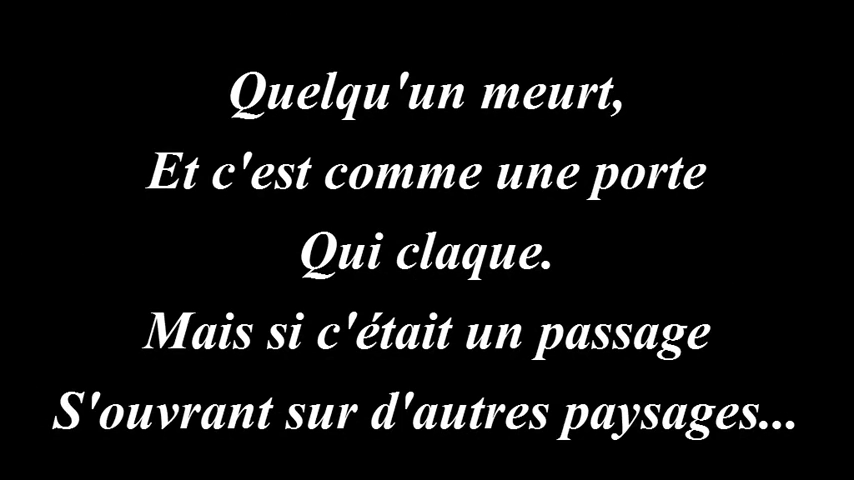 Quelqu'un meurt,
Et c'est comme une porte
Qui claque.
Mais si c'était un passage
S'ouvrant sur d'autres paysages...